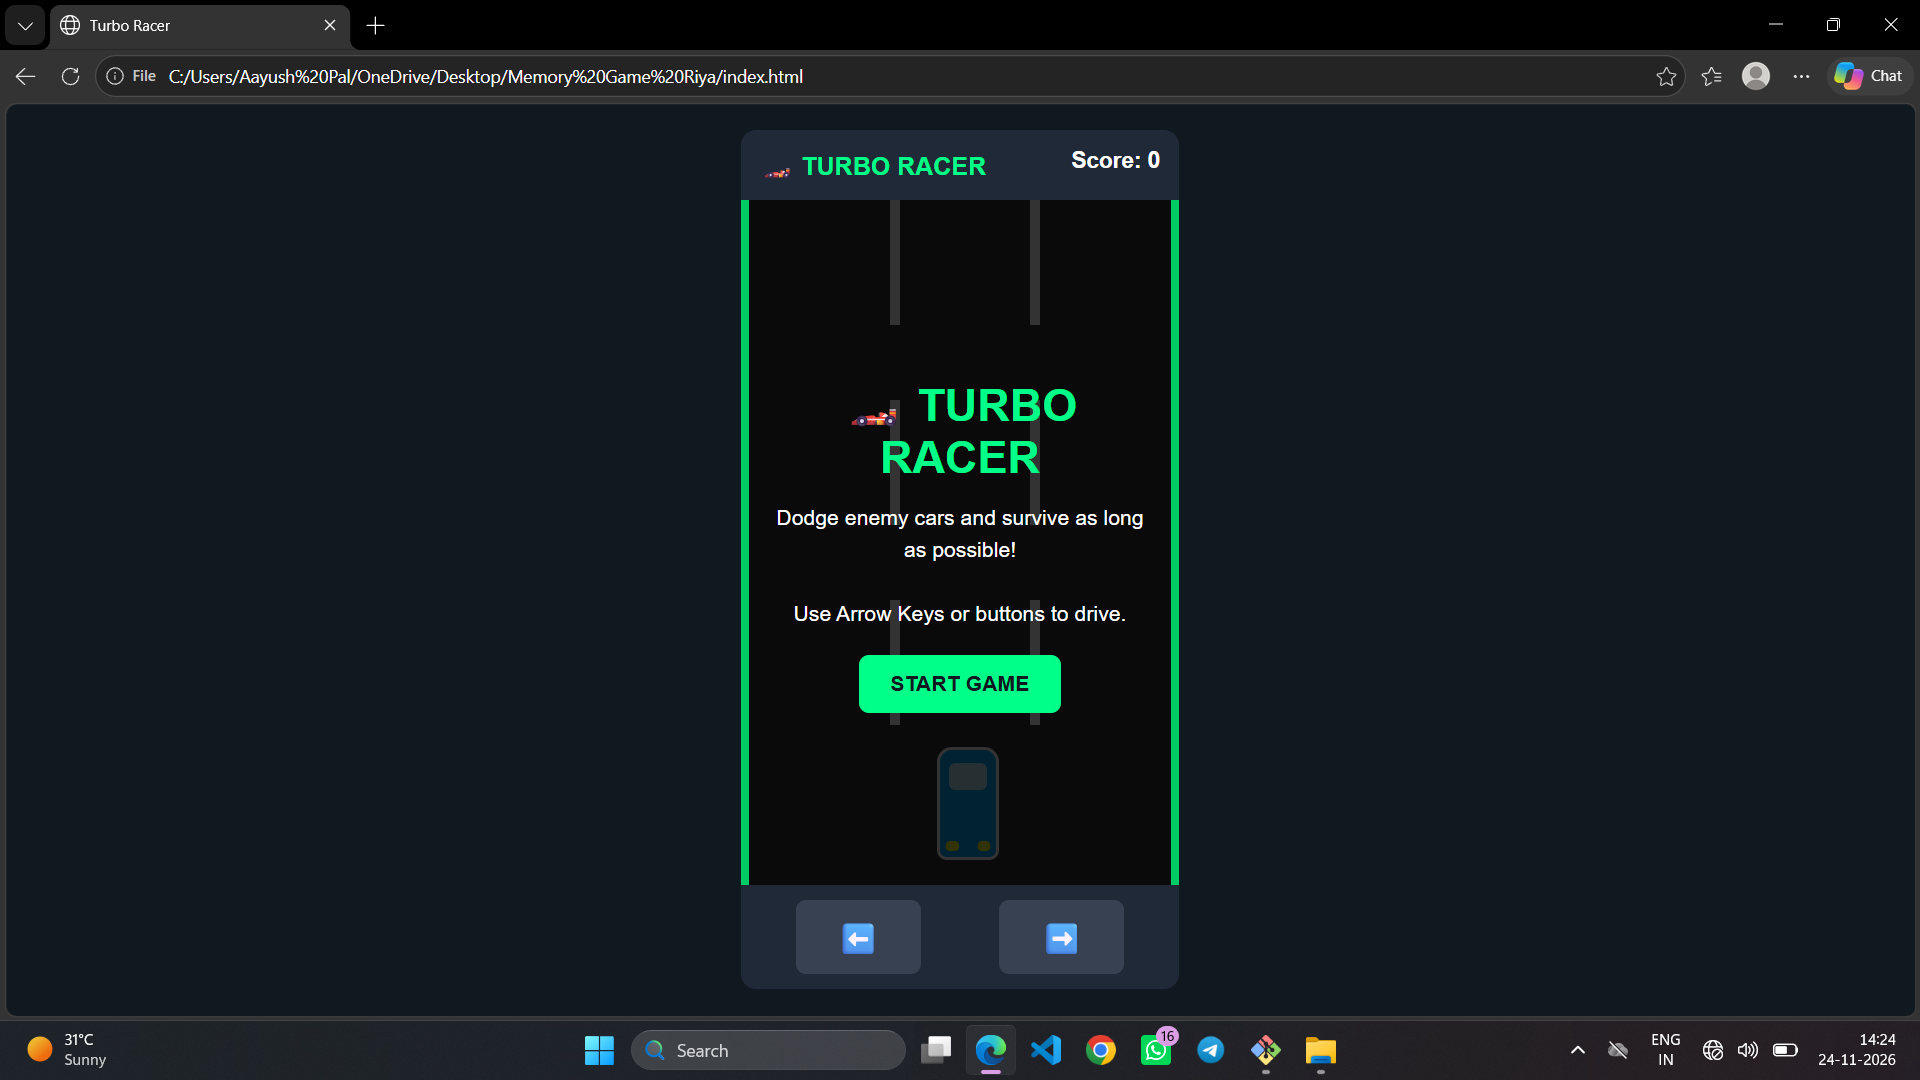 Turbo Racer
File C:/Users/Aayush%20Pal/OneDrive/Desktop/Memory%20Game%20Riya/index.html
Chat
TURBO RACER
Score: 0
TURBO
RACER
Dodge enemy cars and survive as long
as possible!
Use Arrow Keys or buttons to drive.
START GAME
31°C
Sunny
Search
16
ENG
IN
14:24
24-11-2026